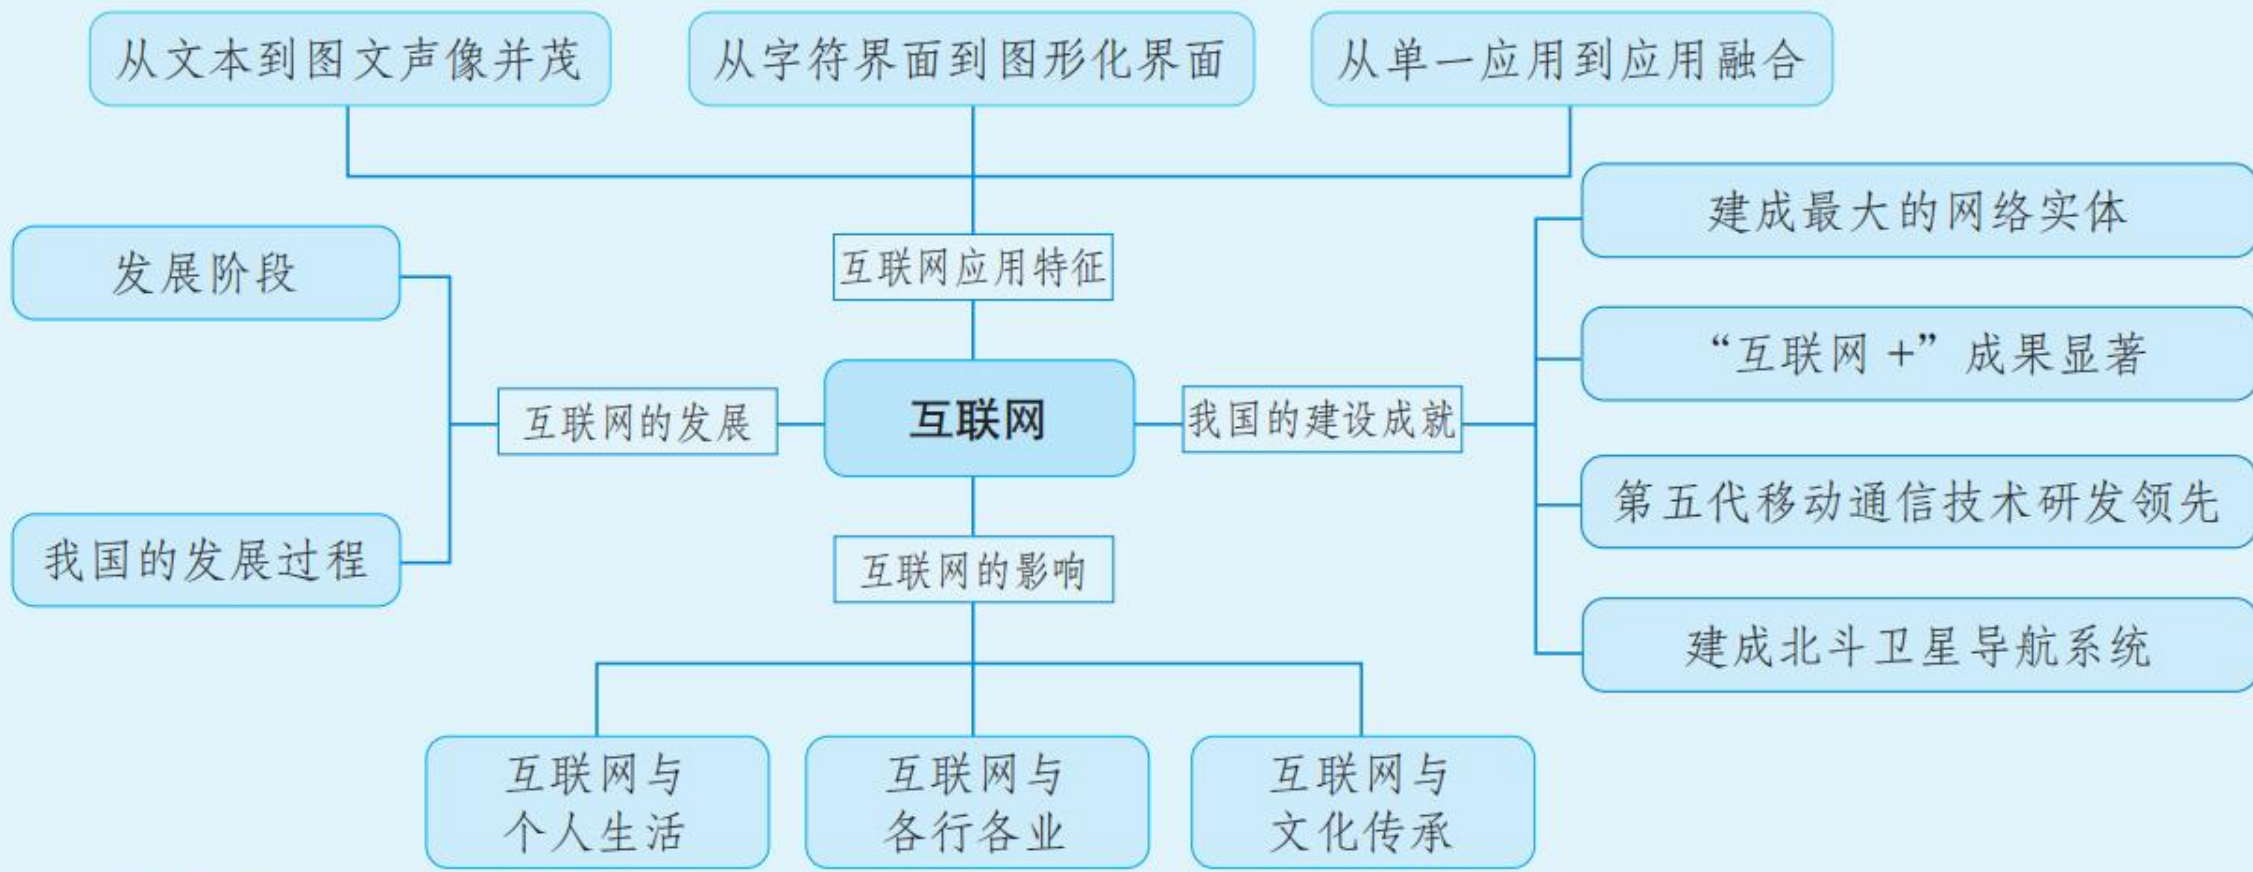 从文本到图文声像并茂
从字符界面到图形化界面
从单一应用到应用融合
建成最大的网络实体
发展阶段
互联网应用特征
“互联网 +”成果显著
互联网的发展
互联网
我国的建设成就
第五代移动通信技术研发领先
我国的发展过程
互联网的影响
建成北斗卫星导航系统
互联网与
个人生活
互联网与
各行各业
互联网与
文化传承